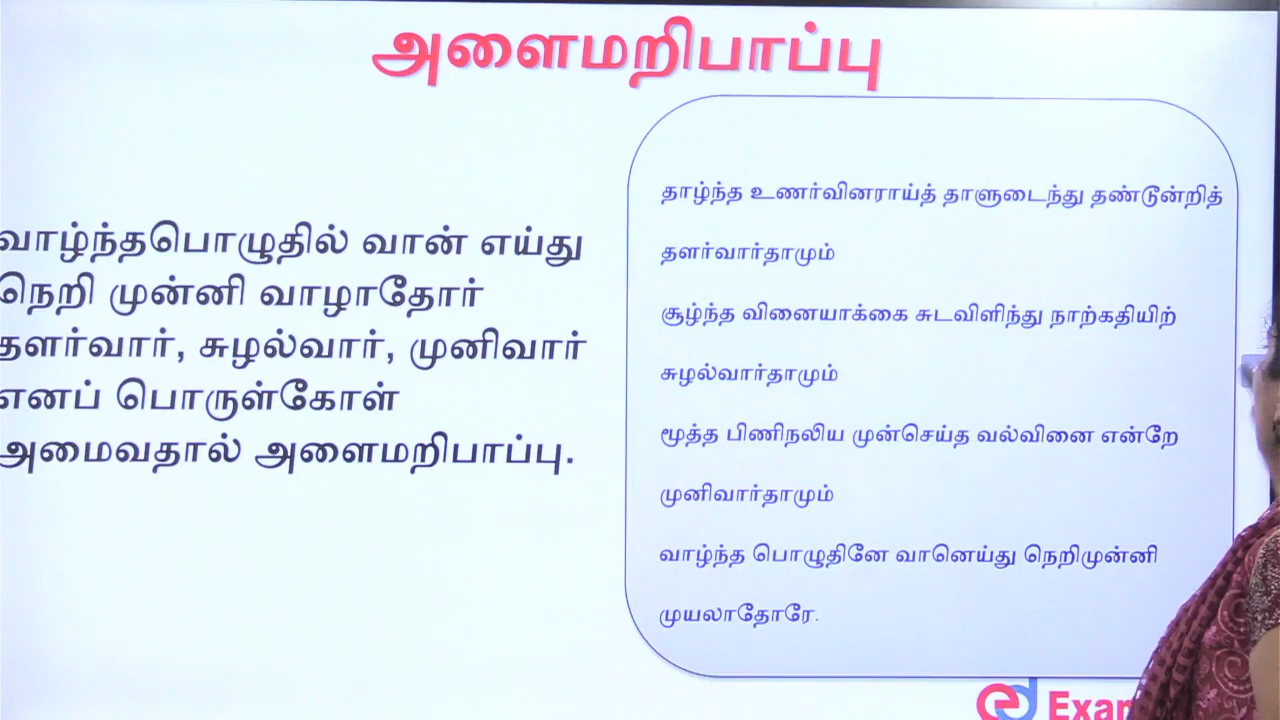 அளைமறிபாப்பு
வாழ்ந்தபொழுதில் வான் எய்து
நெறி முன்னி வாழாதோர்
தளர்வார், சுழல்வார், முனிவார்
எனப் பொருள்கோள்
அமைவதால் அளைமறிபாப்பு.
தாழ்ந்த உணர்வினராய்த் தாளுடைந்து தண்டூன்றித்
தளர்வார்தாமும்
சூழ்ந்த வினையாக்கை சுடவிளிந்து நாற்கதியிற்
சுழல்வார்தாமும்
மூத்த பிணிநலிய முன்செய்த வல்வினை என்றே
முனிவார்தாமும்
வாழ்ந்த பொழுதினே வானெய்து நெறிமுன்னி
முயலாதோரே.